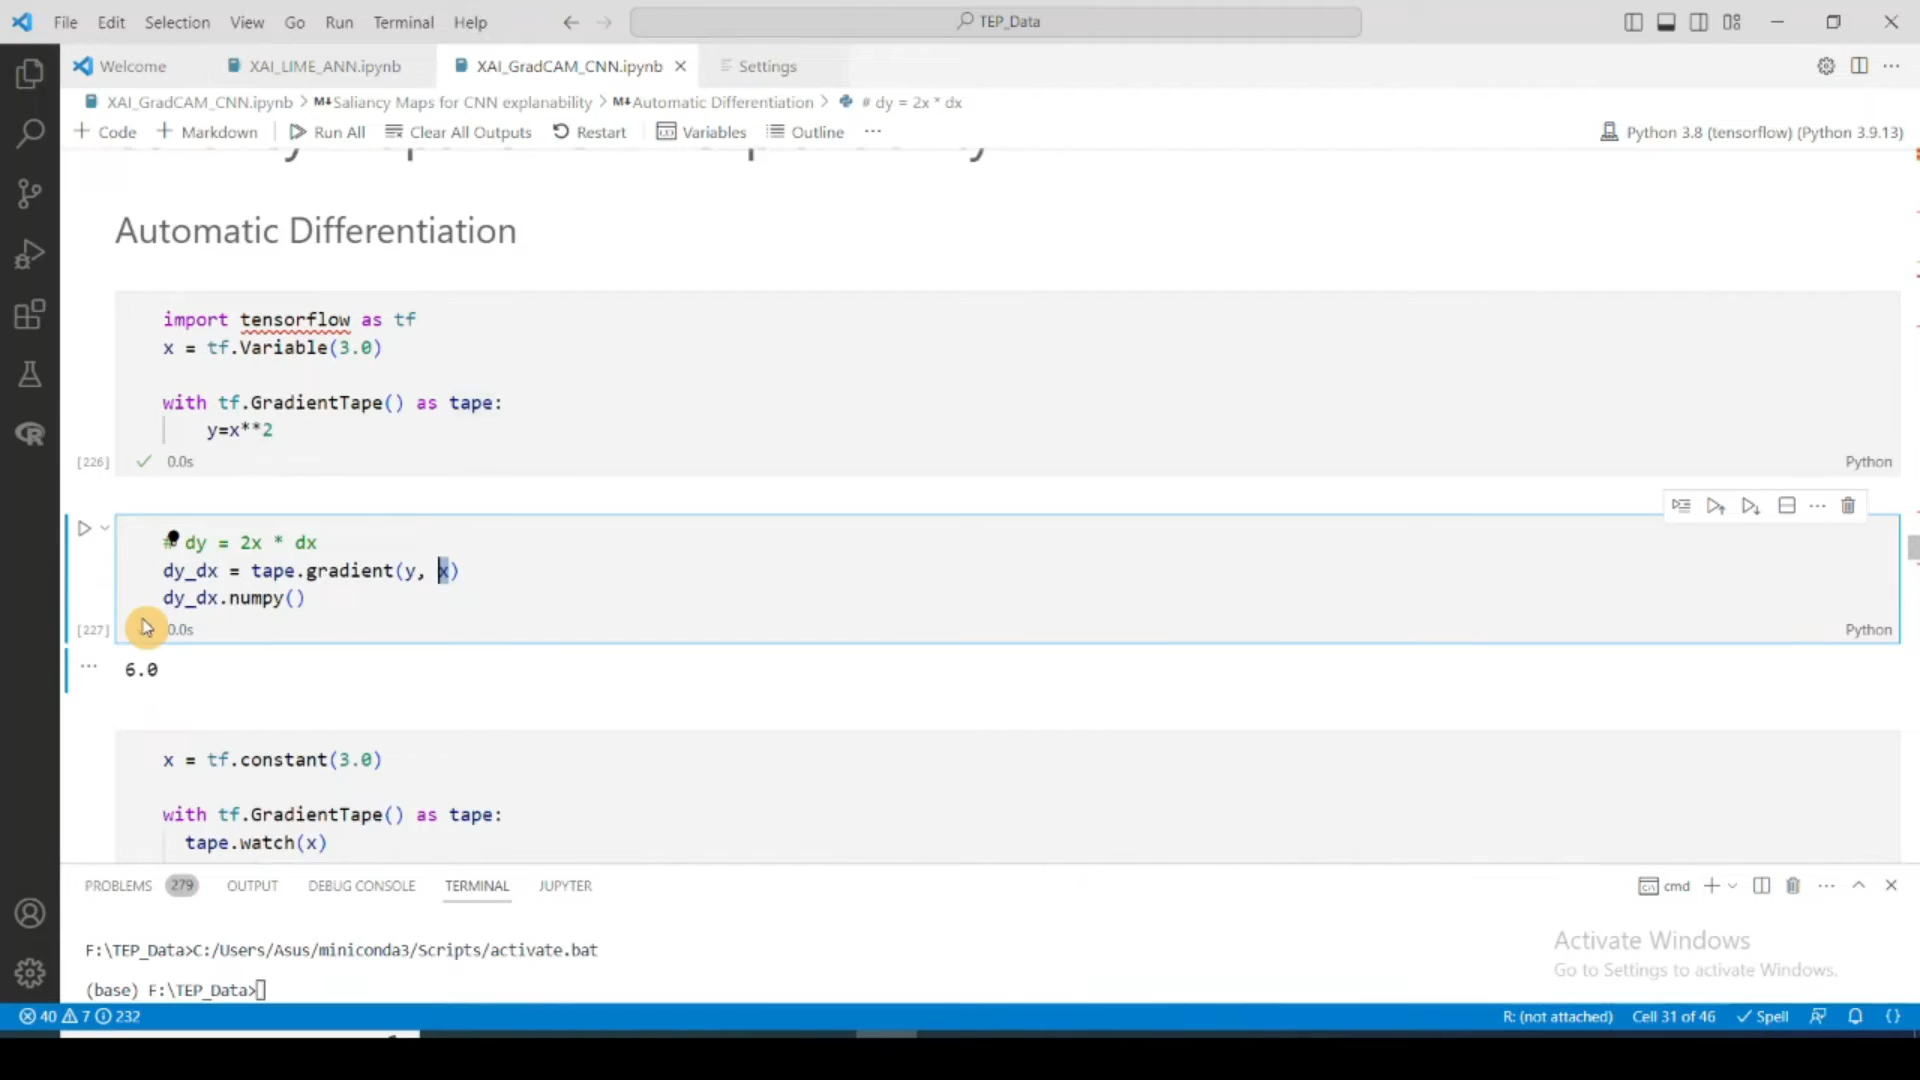 File Edit Selection View Go Run Terminal Help TEP_Data
Welcome XAI_LIME_ANN.ipynb XAI_GradCAM_CNN.ipynb Settings
XAI_GradCAM_CNN.ipynb > M↓Saliancy Maps for CNN explanability > M↓Automatic Differentiation > # dy = 2x * dx
+ Code + Markdown Run All Clear All Outputs Restart Variables Outline ... Python 3.8 (tensorflow) (Python 3.9.13)
Automatic Differentiation
import tensorflow as tf
x = tf.Variable(3.0)
with tf.GradientTape() as tape:
y=x**2
[226] ✓ 0.0s Python
# dy = 2x * dx
dy_dx = tape.gradient(y, x)
dy_dx.numpy()
[227] 0.0s Python
... 6.0
x = tf.constant(3.0)
with tf.GradientTape() as tape:
tape.watch(x)
PROBLEMS 279 OUTPUT DEBUG CONSOLE TERMINAL JUPYTER cmd
F:\TEP_Data>C:/Users/Asus/miniconda3/Scripts/activate.bat
Activate Windows
Go to Settings to activate Windows.
(base) F:\TEP_Data>
40 7 232 R: (not attached) Cell 31 of 46 ✓ Spell